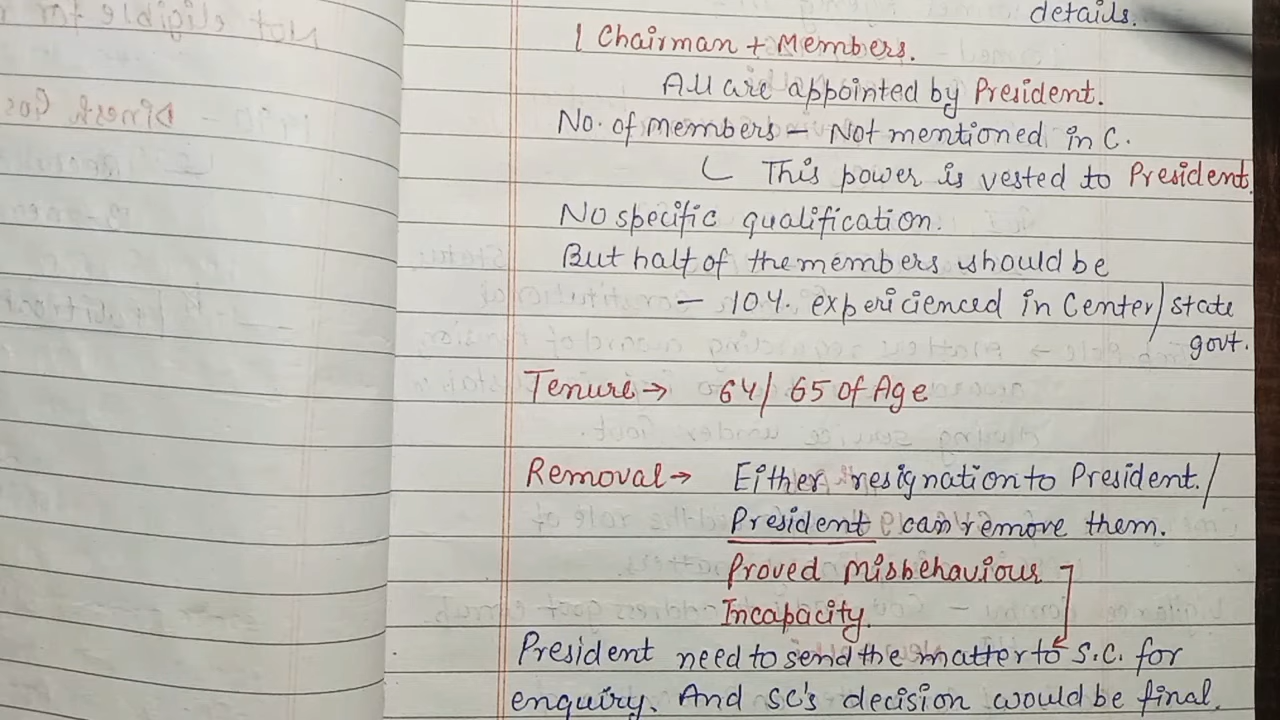 details.
1 Chairman + Members.
All are appointed by President.
No. of members - Not mentioned in C.
This power is vested to President.
No specific qualification.
But half of the members should be
- 10 Y. expericienced in Center/state
govt.
Tenure → 64/65 of Age
Removal → Either resignation to President./
President can remove them.
Proved misbehavious
Incapacity.
President need to send the matter to S.C. for
enquiry. And SC's decision would be final.